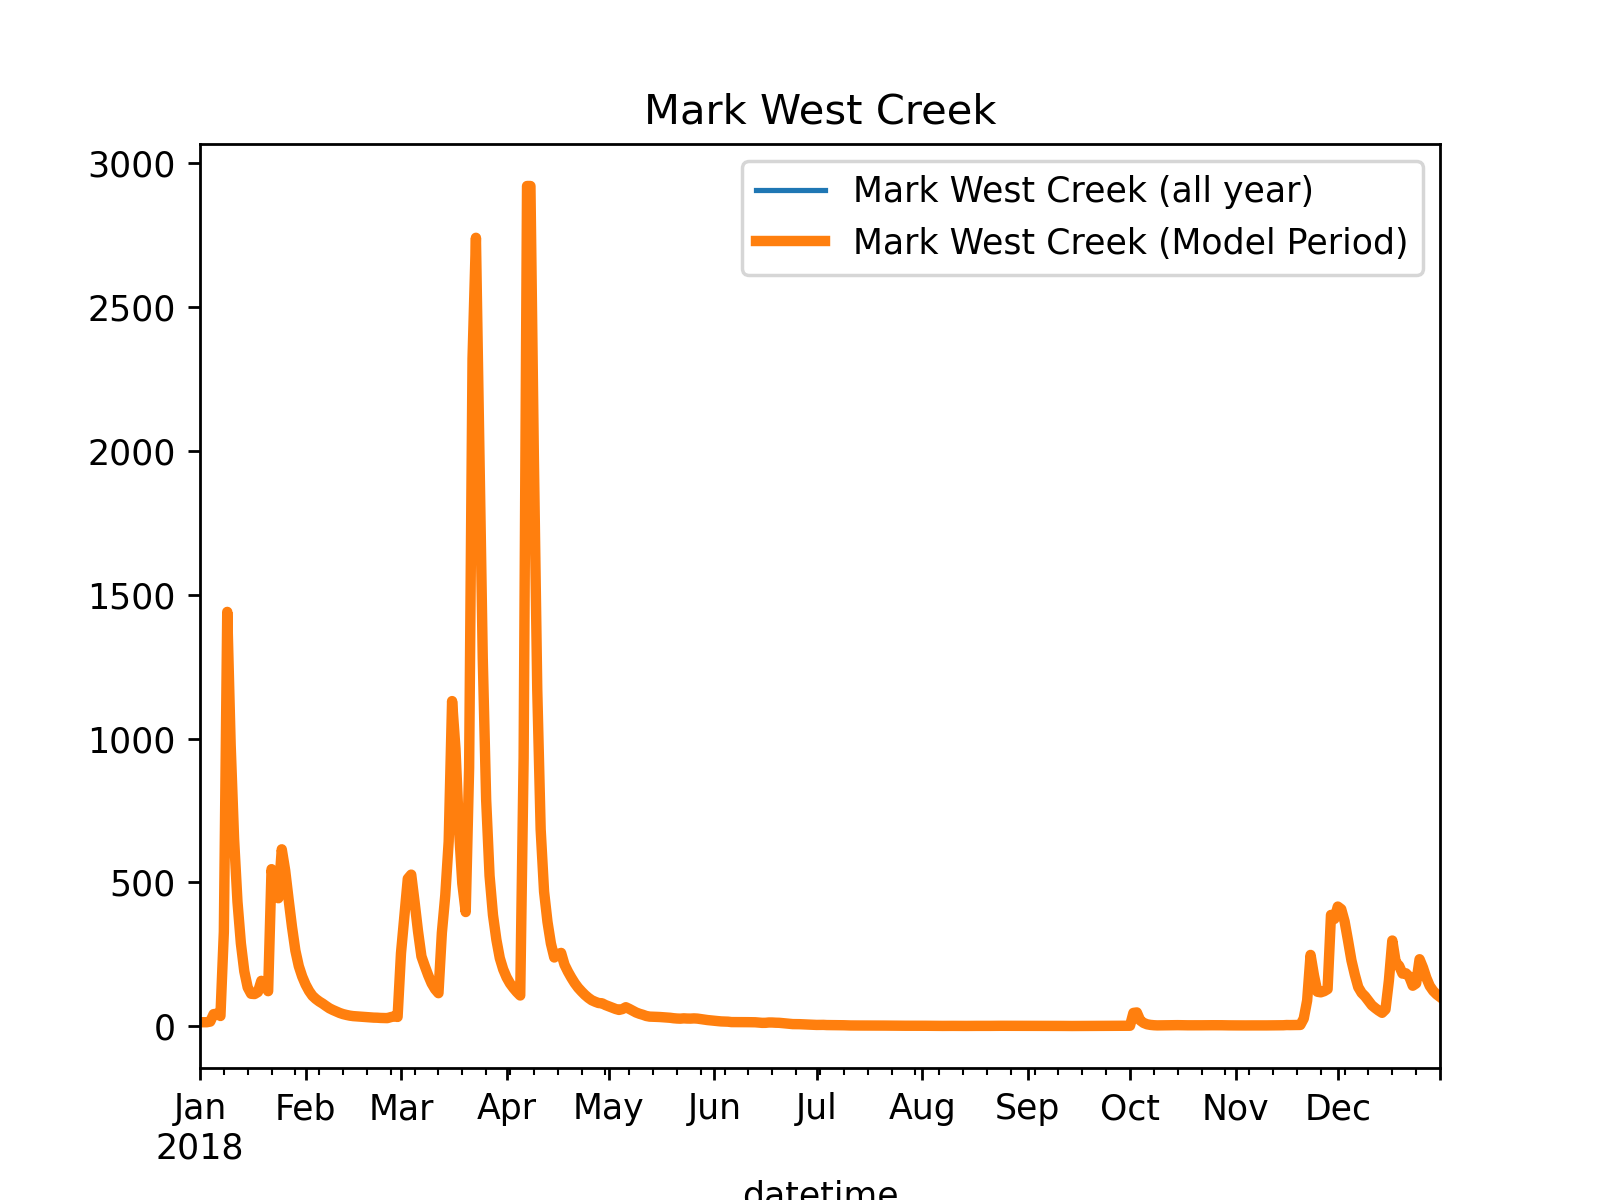 Mark West Creek
3000
2500
2000
1500
1000
500
0
Mark West Creek (all year)
Mark West Creek (Model Period)
Jan Feb Mar Apr May Jun Jul Aug Sep Oct Nov Dec
2018
datetime